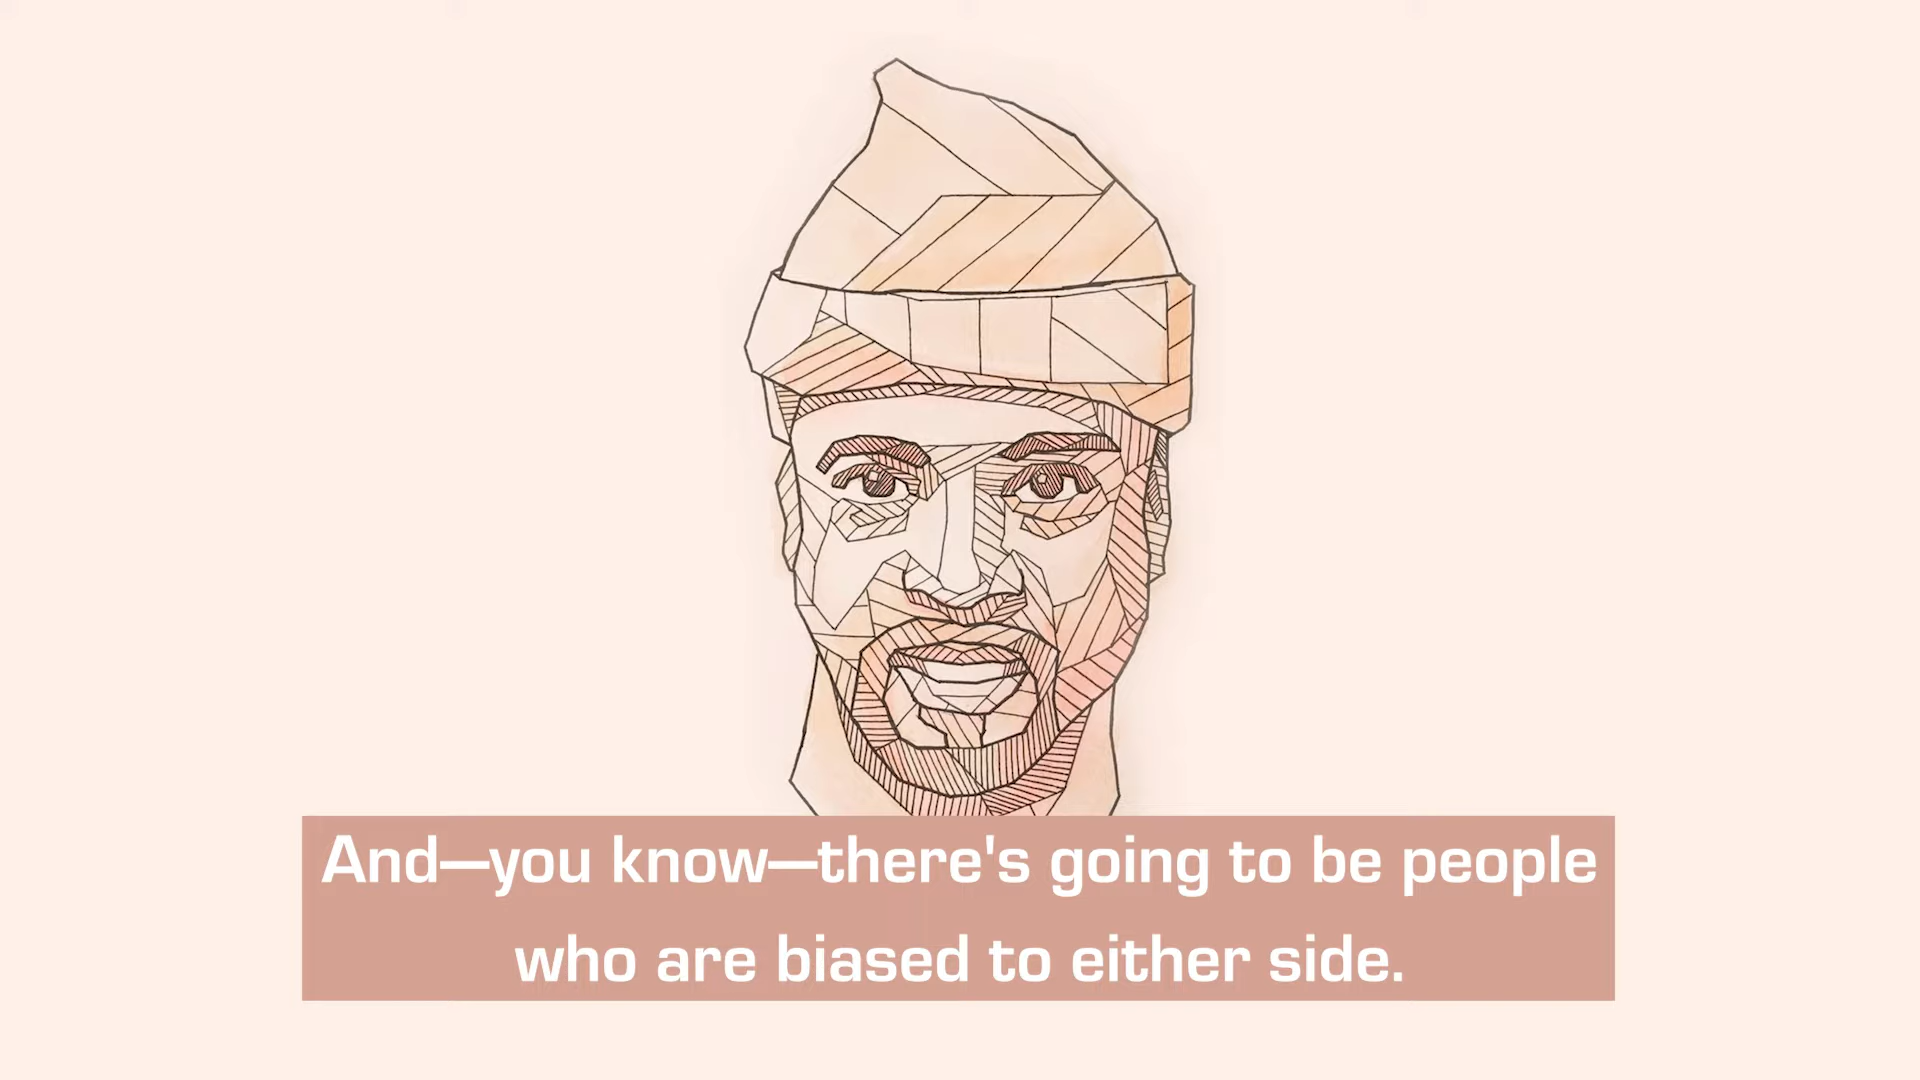 And—you know—there's going to be people
who are biased to either side.